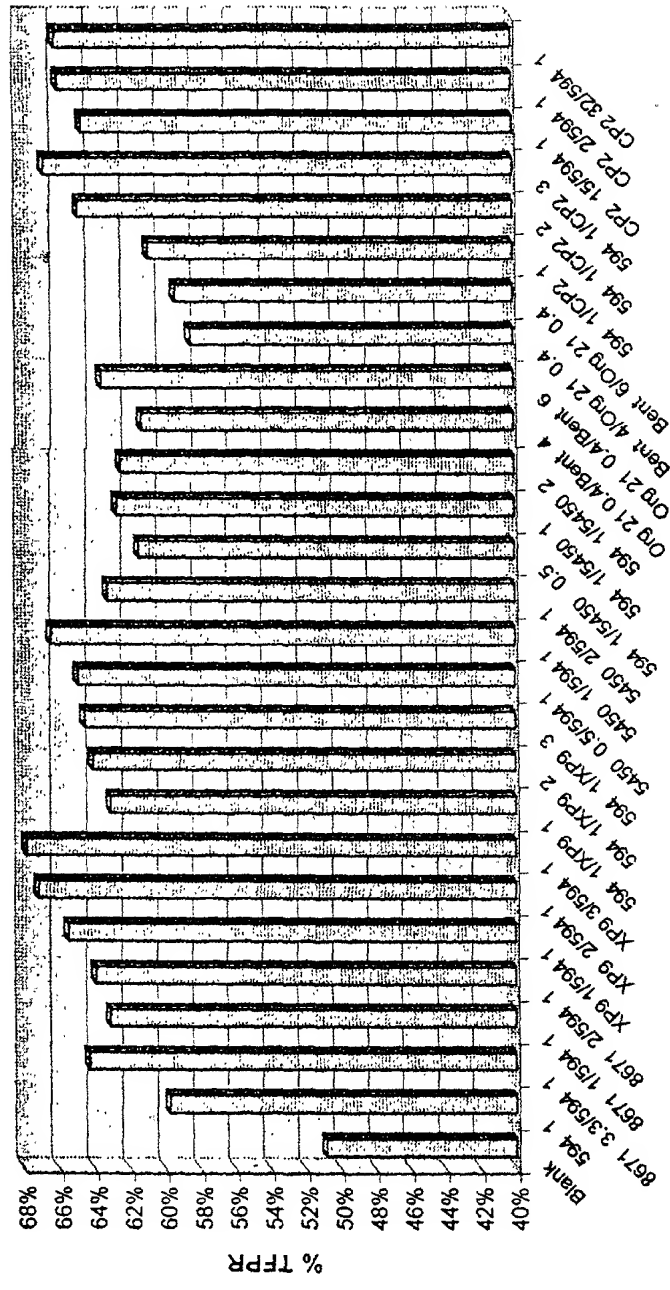 % TFPR
68%
66%
64%
62%
60%
58%
56%
54%
52%
50%
48%
46%
44%
42%
40%
Blank
594 1
8671 3.3/594 1
8671 1/594 1
8671 2/594 1
XP9 1/594 1
XP9 2/594 1
XP9 3/594 1
594 1/XP9 1
594 1/XP9 2
594 1/XP9 3
5450 0.5/594 1
5450 1/594 1
5450 2/594 1
594 1/5450 0.5
594 1/5450 1
594 1/5450 2
Org 21 0.4/Bent 4
Org 21 0.4/Bent 6
Bent 4/Org 21 0.4
Bent 6/Org 21 0.4
594 1/CP2 1
594 1/CP2 2
594 1/CP2 3
CP2 15/594 1
CP2 2/594 1
CP2 32/594 1